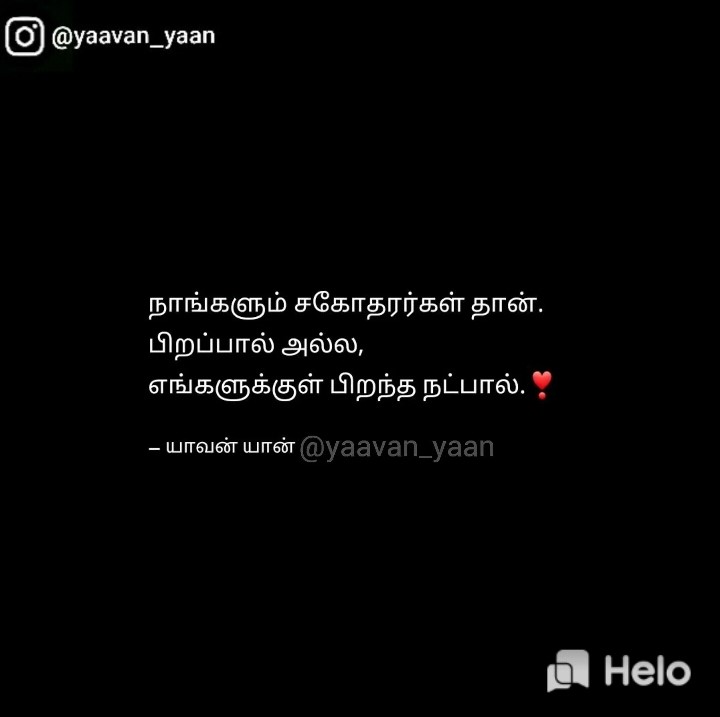 @yaavan_yaan
நாங்களும் சகோதரர்கள் தான்.
பிறப்பால் அல்ல,
எங்களுக்குள் பிறந்த நட்பால்.❣️
– யாவன் யான் @yaavan_yaan
Helo